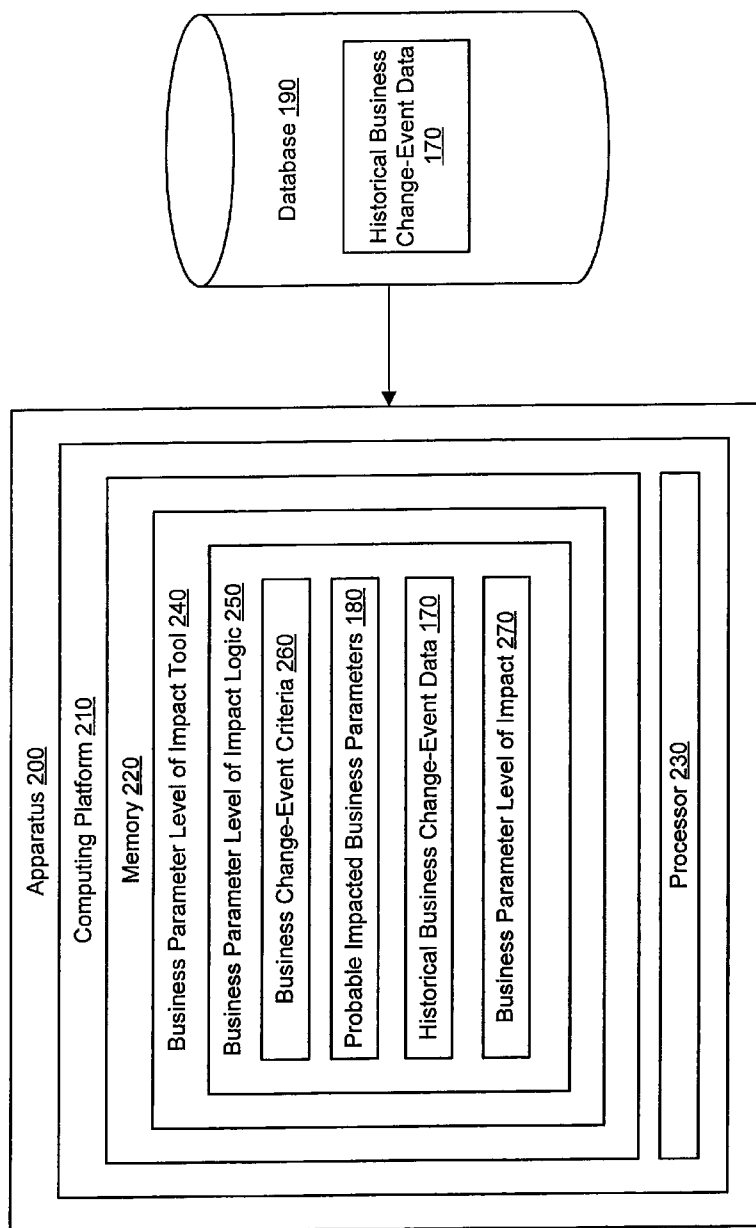 Apparatus 200
Computing Platform 210
Memory 220
Business Parameter Level of Impact Tool 240
Business Parameter Level of Impact Logic 250
Business Change-Event Criteria 260
Probable Impacted Business Parameters 180
Historical Business Change-Event Data 170
Business Parameter Level of Impact 270
Processor 230
Database 190
Historical Business
Change-Event Data
170